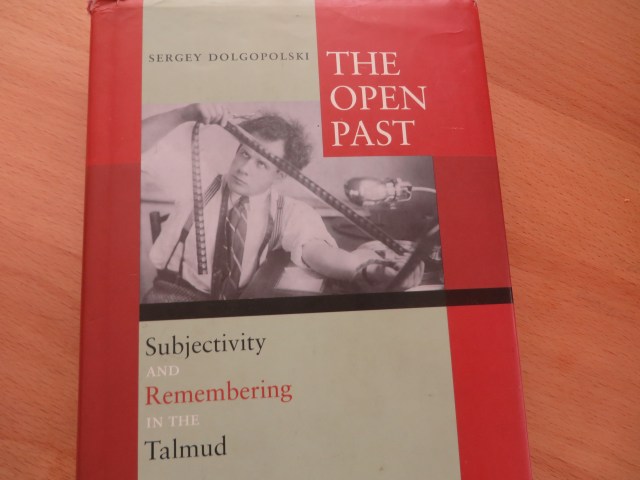 SERGEY DOLGOPOLSKI
THE
OPEN
PAST
Subjectivity
AND
Remembering
IN THE
Talmud